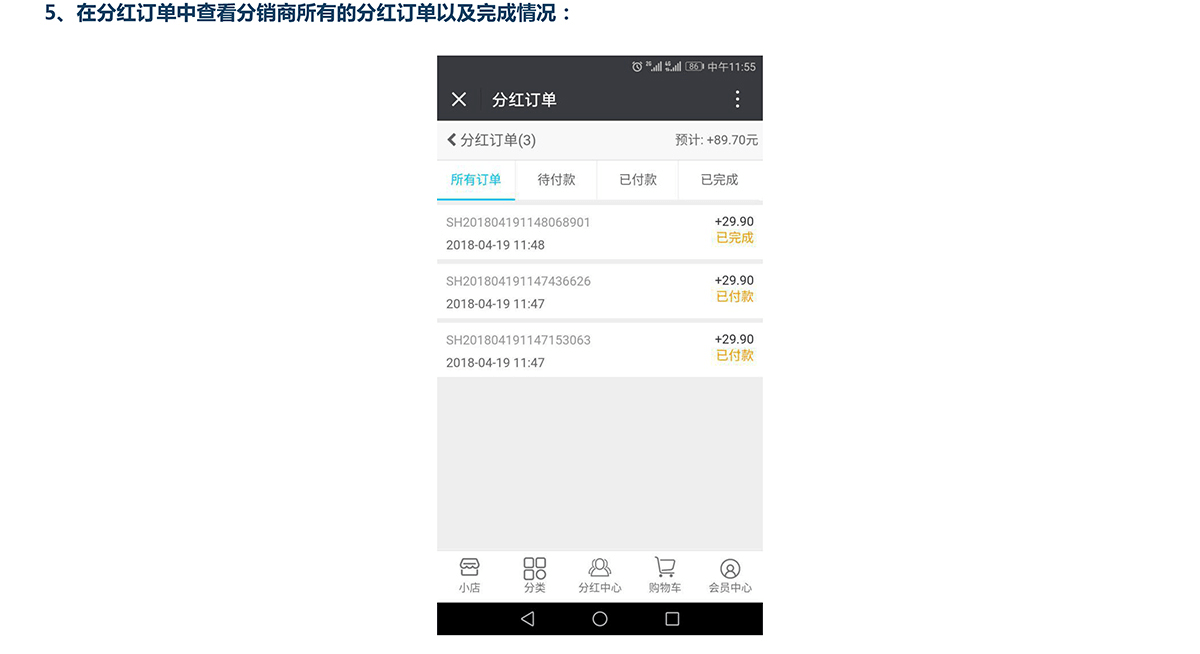 5、在分红订单中查看分销商所有的分红订单以及完成情况：
2G 4G 86 中午11:55
分红订单
分红订单(3) 预计: +89.70元
所有订单 待付款 已付款 已完成
SH201804191148068901 +29.90
已完成
2018-04-19 11:48
SH201804191147436626 +29.90
已付款
2018-04-19 11:47
SH201804191147153063 +29.90
已付款
2018-04-19 11:47
小店 分类 分红中心 购物车 会员中心